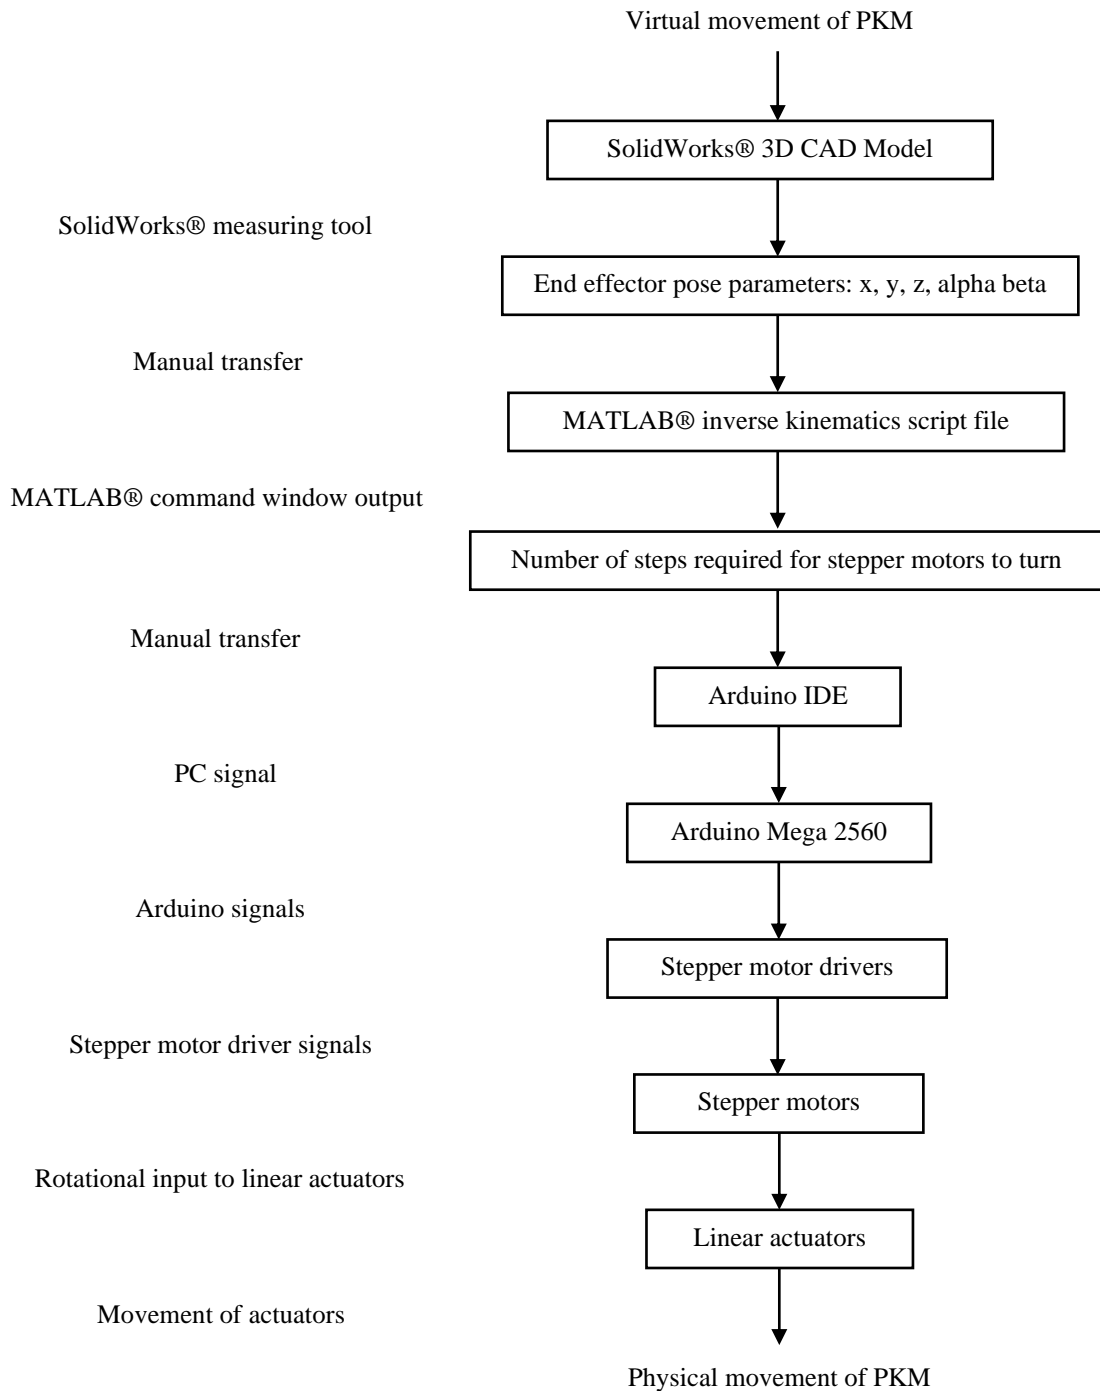 Virtual movement of PKM
SolidWorks® 3D CAD Model
SolidWorks® measuring tool
End effector pose parameters: x, y, z, alpha beta
Manual transfer
MATLAB® inverse kinematics script file
MATLAB® command window output
Number of steps required for stepper motors to turn
Manual transfer
Arduino IDE
PC signal
Arduino Mega 2560
Arduino signals
Stepper motor drivers
Stepper motor driver signals
Stepper motors
Rotational input to linear actuators
Linear actuators
Movement of actuators
Physical movement of PKM